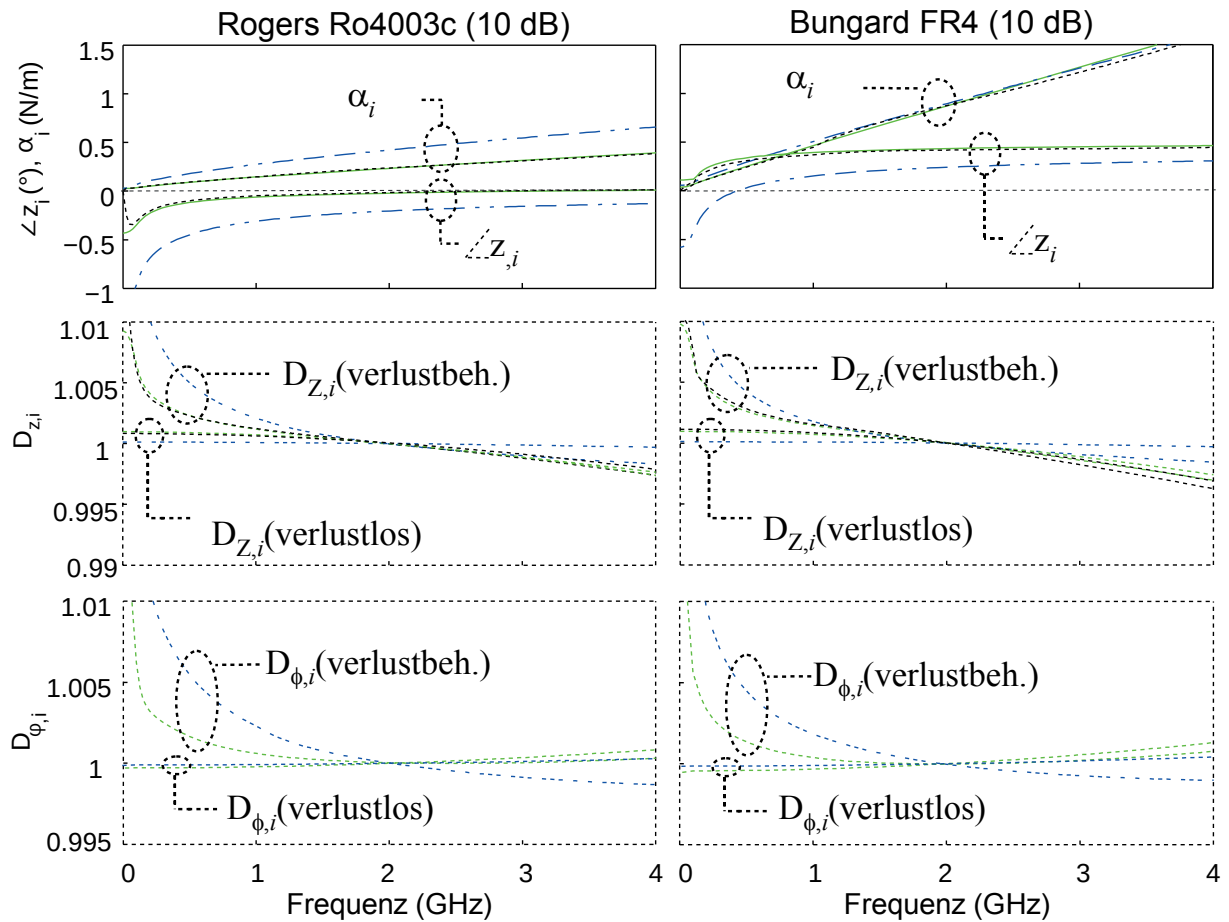 Rogers Ro4003c (10 dB)
Bungard FR4 (10 dB)
∠z_i (°), α_i (N/m)
1.5
1
0.5
0
−0.5
−1
α_i
∠z_,i
α_i
∠z_i
D_z,i
1.01
1.005
1
0.995
0.99
D_Z,i(verlustbeh.)
D_Z,i(verlustlos)
D_Z,i(verlustbeh.)
D_Z,i(verlustlos)
D_φ,i
1.01
1.005
1
0.995
D_ϕ,i(verlustbeh.)
D_ϕ,i(verlustlos)
D_ϕ,i(verlustbeh.)
D_ϕ,i(verlustlos)
0 1 2 3 4
0 1 2 3 4
Frequenz (GHz)
Frequenz (GHz)